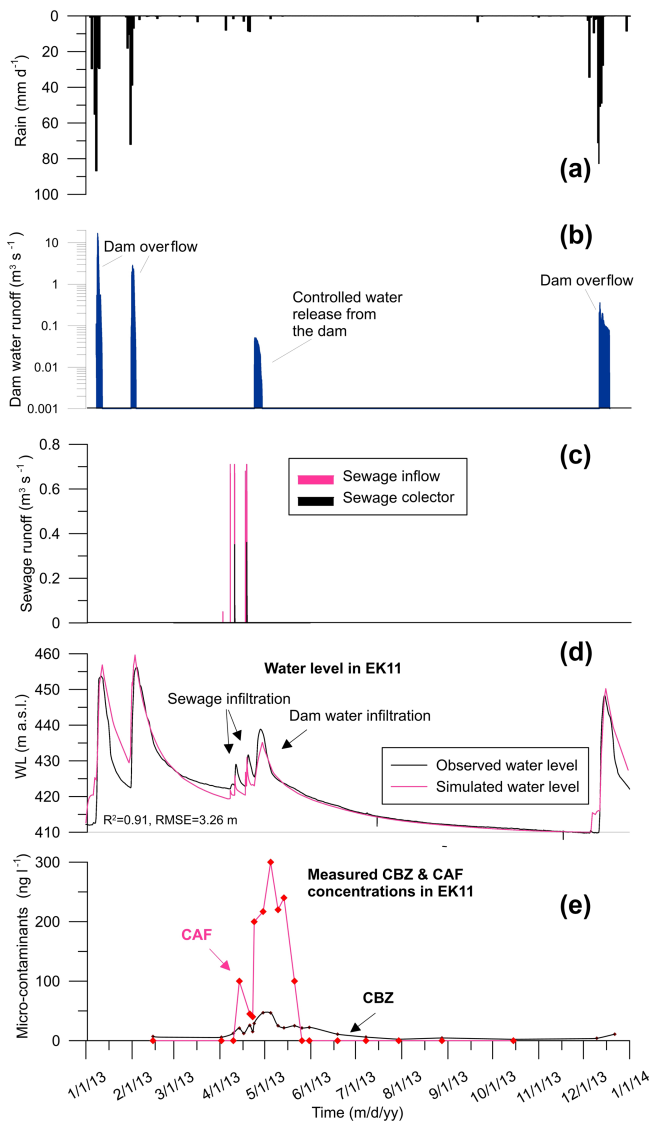 0
20
40
60
80
100
Rain (mm d⁻¹)
(a)
(b)
10
1
0.1
0.01
0.001
Dam water runoff (m³ s⁻¹)
Dam overflow
Controlled water
release from
the dam
Dam overflow
0.8
0.6
0.4
0.2
0
Sewage runoff (m³ s⁻¹)
(c)
Sewage inflow
Sewage colector
460
450
440
430
420
410
WL (m a.s.l.)
Water level in EK11
(d)
Sewage infiltration
Dam water infiltration
Observed water level
Simulated water level
R²=0.91, RMSE=3.26 m
300
200
100
0
Micro-contaminants (ng l⁻¹)
Measured CBZ & CAF
concentrations in EK11
(e)
CAF
CBZ
1/1/13
2/1/13
3/1/13
4/1/13
5/1/13
6/1/13
7/1/13
8/1/13
9/1/13
10/1/13
11/1/13
12/1/13
1/1/14
Time (m/d/yy)